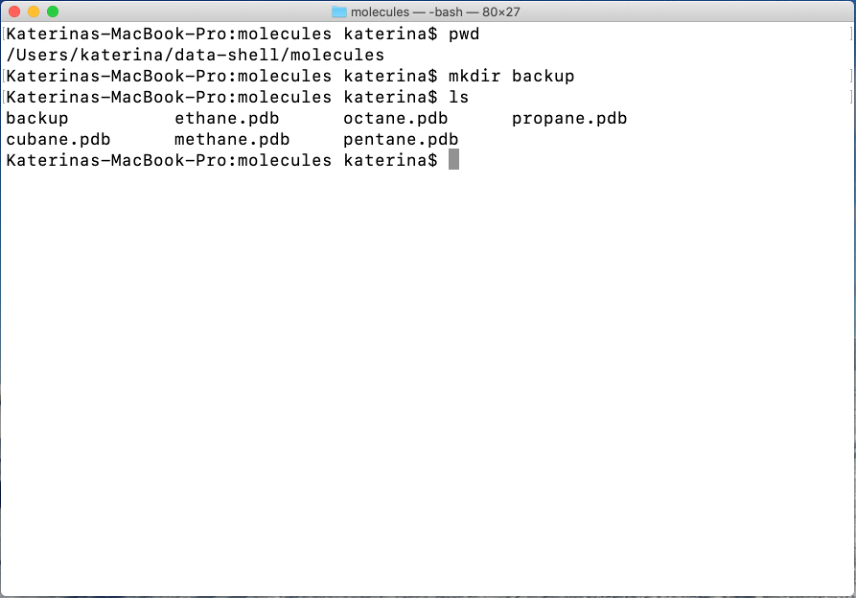 molecules — -bash — 80×27
Katerinas-MacBook-Pro:molecules katerina$ pwd
/Users/katerina/data-shell/molecules
Katerinas-MacBook-Pro:molecules katerina$ mkdir backup
Katerinas-MacBook-Pro:molecules katerina$ ls
backup ethane.pdb octane.pdb propane.pdb
cubane.pdb methane.pdb pentane.pdb
Katerinas-MacBook-Pro:molecules katerina$